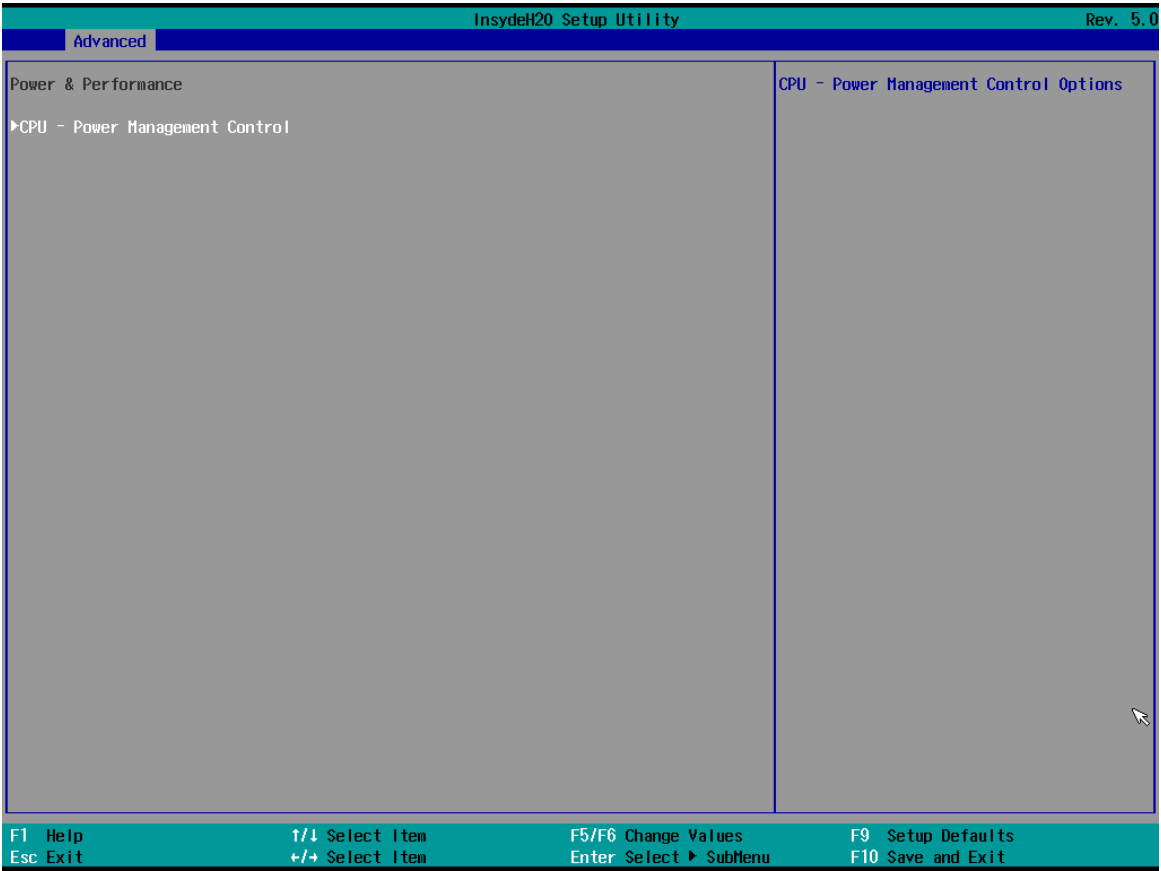 InsydeH20 Setup Utility Rev. 5.0
Advanced
Power & Performance
CPU - Power Management Control Options
▶CPU - Power Management Control
F1 Help ↑/↓ Select Item F5/F6 Change Values F9 Setup Defaults
Esc Exit ←/→ Select Item Enter Select ▶ SubMenu F10 Save and Exit